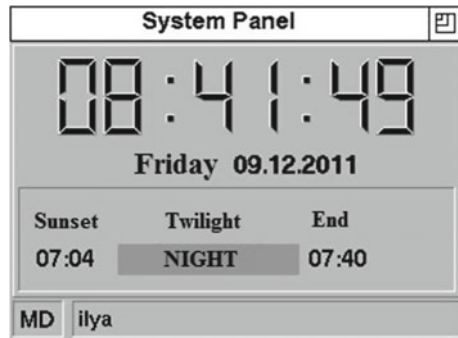 System Panel
08:41:49
Friday 09.12.2011
Sunset Twilight End
07:04 NIGHT 07:40
MD ilya